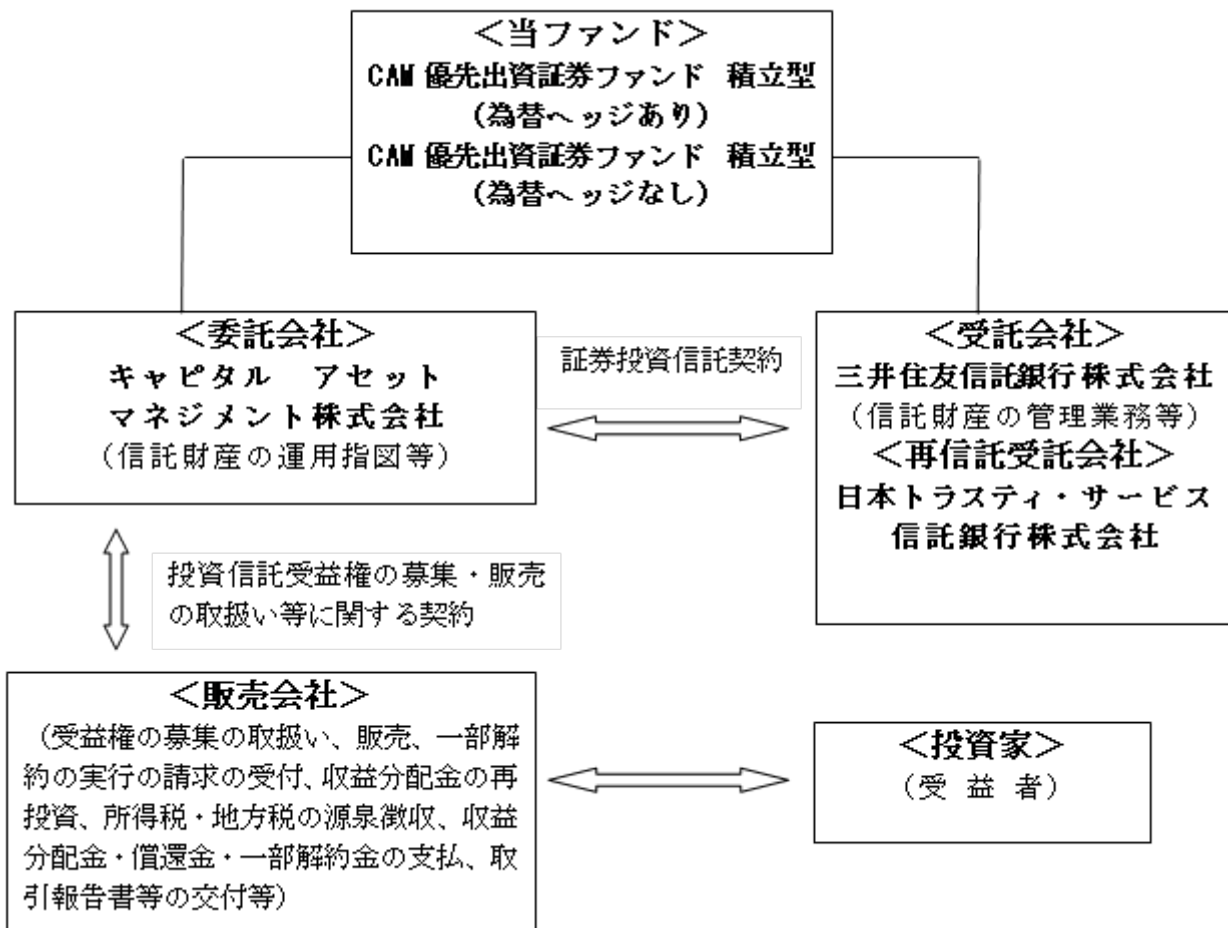 ＜当ファンド＞
CAM 優先出資証券ファンド 積立型
（為替ヘッジあり）
CAM 優先出資証券ファンド 積立型
（為替ヘッジなし）
＜委託会社＞
キャピタル アセット
マネジメント株式会社
（信託財産の運用指図等）
証券投資信託契約
＜受託会社＞
三井住友信託銀行株式会社
（信託財産の管理業務等）
＜再信託受託会社＞
日本トラスティ・サービス
信託銀行株式会社
投資信託受益権の募集・販売
の取扱い等に関する契約
＜販売会社＞
（受益権の募集の取扱い、販売、一部解
約の実行の請求の受付、収益分配金の再
投資、所得税・地方税の源泉徴収、収益
分配金・償還金・一部解約金の支払、取
引報告書等の交付等）
＜投資家＞
（受 益 者）